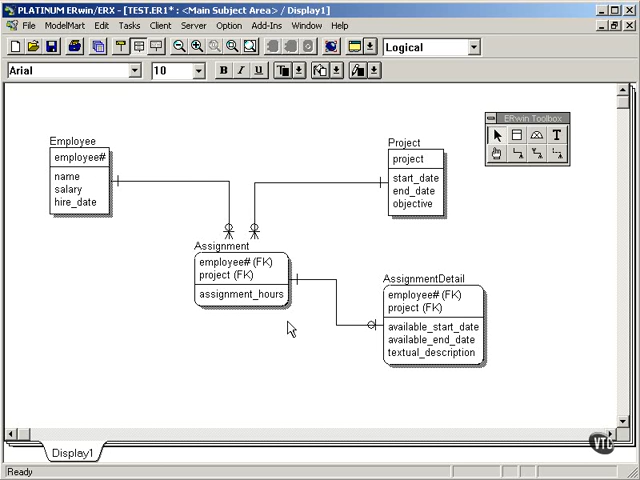 PLATINUM ERwin/ERX - [TEST.ER1* : <Main Subject Area> / Display1]
File ModelMart Edit Tasks Client Server Option Add-Ins Window Help
Logical
Arial 10 B I U
ERwin Toolbox
T
Employee
employee#
name
salary
hire_date
Project
project
start_date
end_date
objective
Assignment
employee# (FK)
project (FK)
assignment_hours
AssignmentDetail
employee# (FK)
project (FK)
available_start_date
available_end_date
textual_description
VTC
Display1
Ready